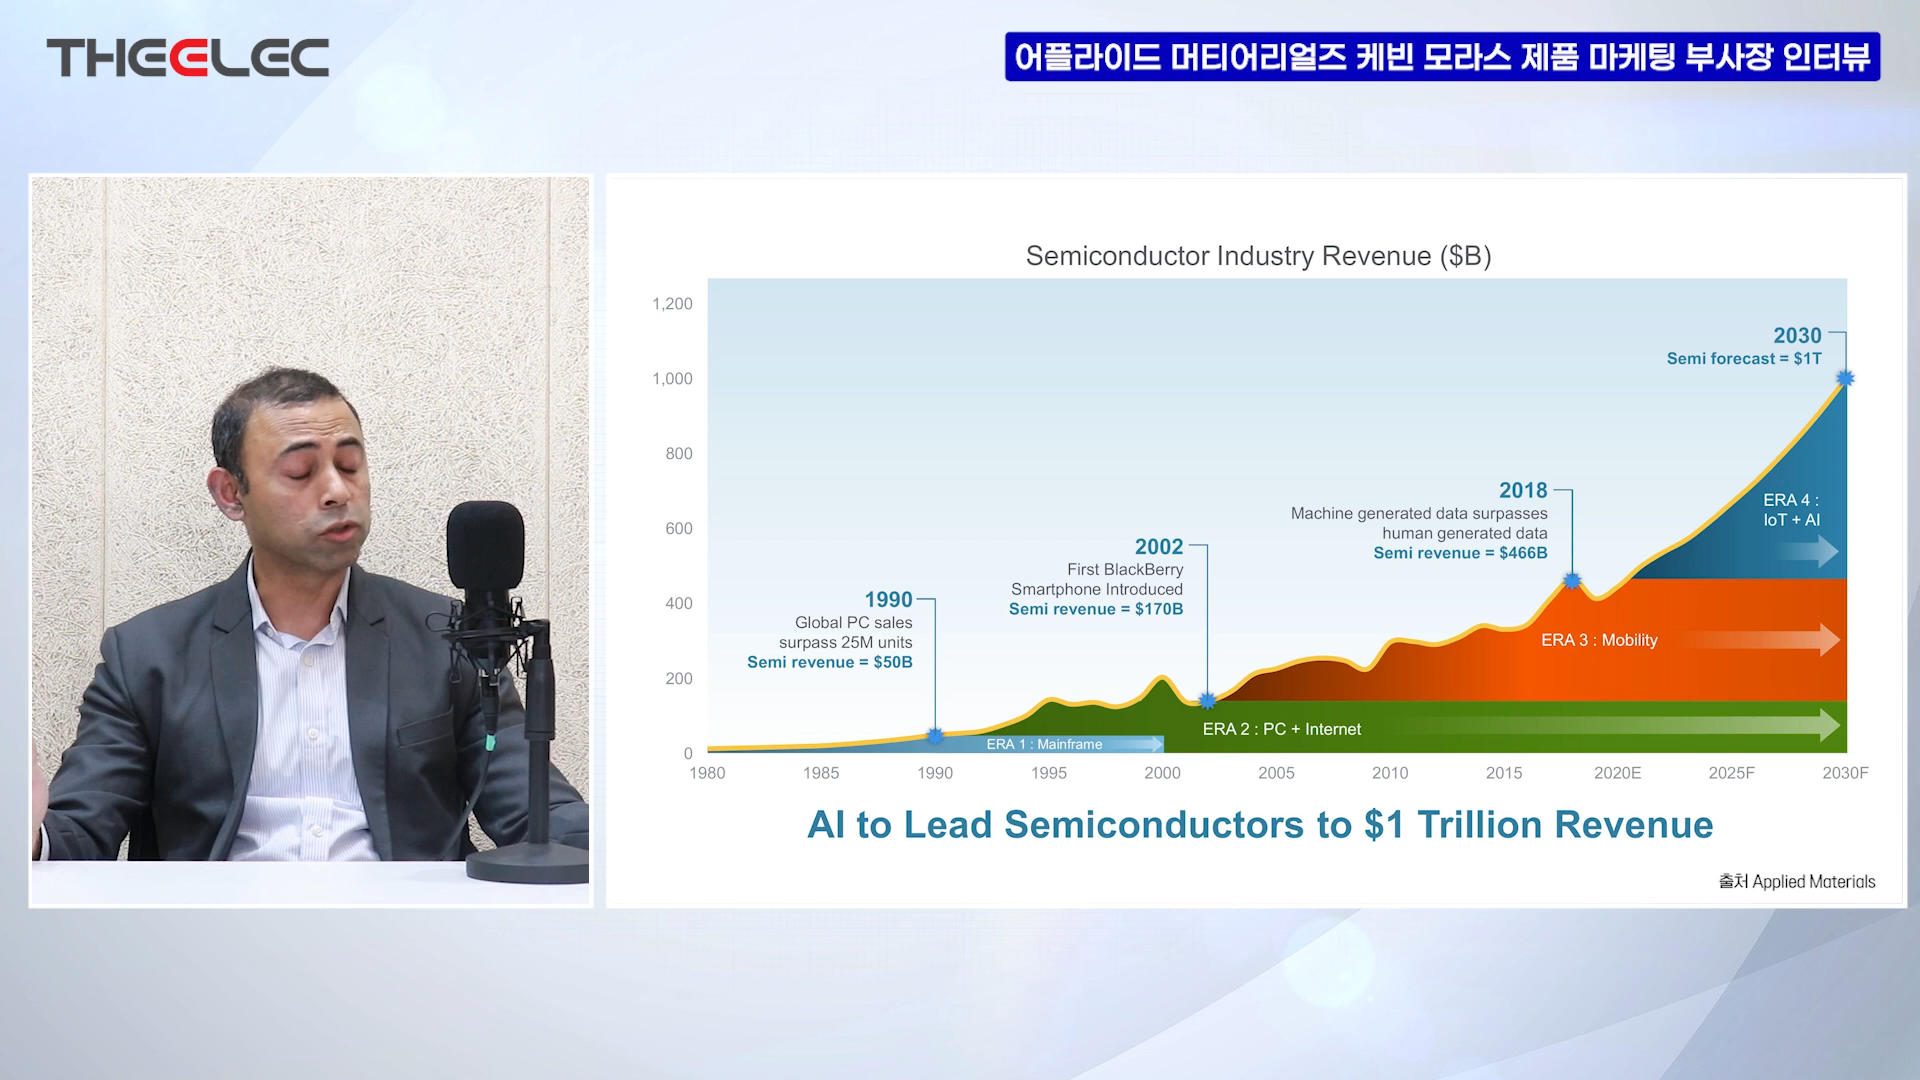 THEELEC
어플라이드 머티어리얼즈 케빈 모라스 제품 마케팅 부사장 인터뷰
Semiconductor Industry Revenue ($B)
1,200
1,000
800
600
400
200
0
2030
Semi forecast = $1T
2018
Machine generated data surpasses
human generated data
Semi revenue = $466B
2002
First BlackBerry
Smartphone Introduced
Semi revenue = $170B
1990
Global PC sales
surpass 25M units
Semi revenue = $50B
ERA 4 :
IoT + AI
ERA 3 : Mobility
ERA 2 : PC + Internet
ERA 1 : Mainframe
1980 1985 1990 1995 2000 2005 2010 2015 2020E 2025F 2030F
AI to Lead Semiconductors to $1 Trillion Revenue
출처 Applied Materials